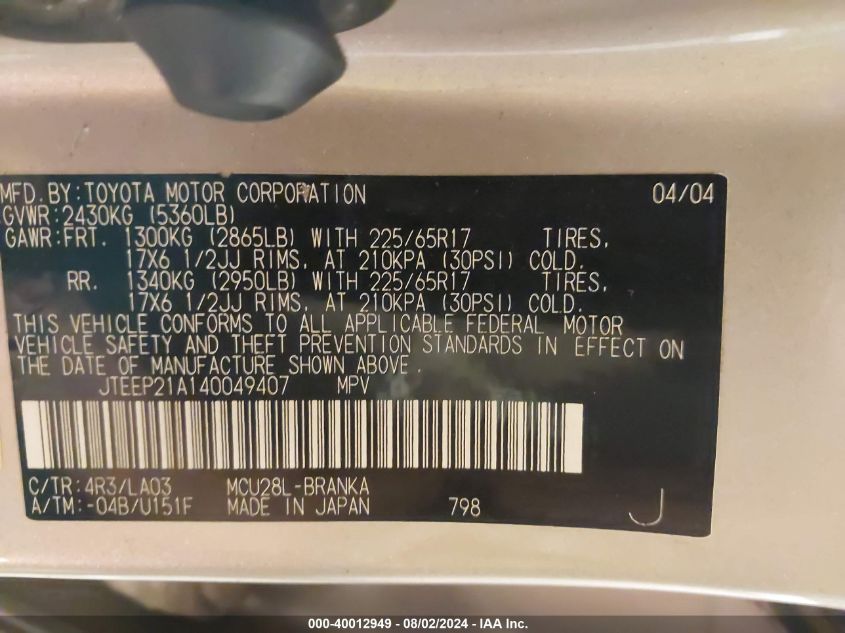 MFD. BY: TOYOTA MOTOR CORPORATION 04/04
GVWR: 2430KG (5360LB)
GAWR: FRT. 1300KG (2865LB) WITH 225/65R17 TIRES,
17X6 1/2JJ RIMS, AT 210KPA (30PSI) COLD.
RR. 1340KG (2950LB) WITH 225/65R17 TIRES,
17X6 1/2JJ RIMS, AT 210KPA (30PSI) COLD.
THIS VEHICLE CONFORMS TO ALL APPLICABLE FEDERAL MOTOR
VEHICLE SAFETY AND THEFT PREVENTION STANDARDS IN EFFECT ON
THE DATE OF MANUFACTURE SHOWN ABOVE.
JTEEP21A140049407 MPV
C/TR: 4R3/LA03 MCU28L-BRANKA
A/TM: -04B/U151F MADE IN JAPAN 798 J
000-40012949 - 08/02/2024 - IAA Inc.